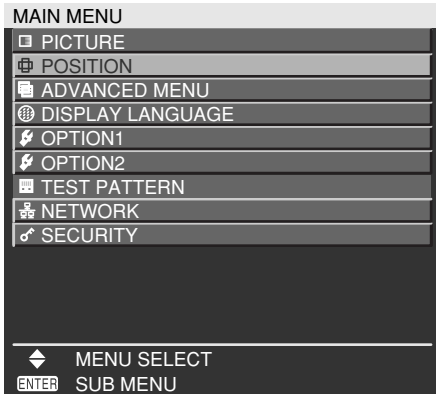 MAIN MENU
PICTURE
POSITION
ADVANCED MENU
DISPLAY LANGUAGE
OPTION1
OPTION2
TEST PATTERN
NETWORK
SECURITY
MENU SELECT
ENTER SUB MENU